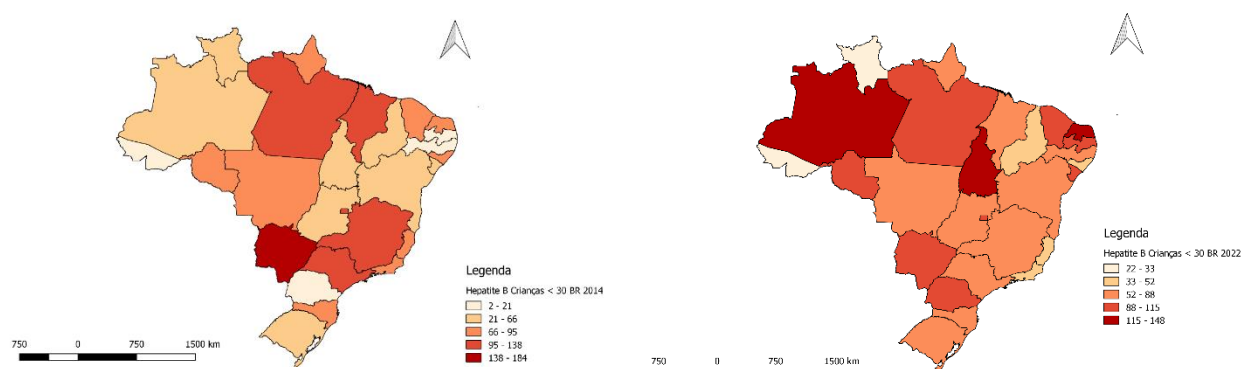 Legenda
Hepatite B Crianças < 30 BR 2014
2 - 21
21 - 66
66 - 95
95 - 138
138 - 184
750 0 750 1500 km
Legenda
Hepatite B Crianças < 30 BR 2022
22 - 33
33 - 52
52 - 88
88 - 115
115 - 148
750 0 750 1500 km